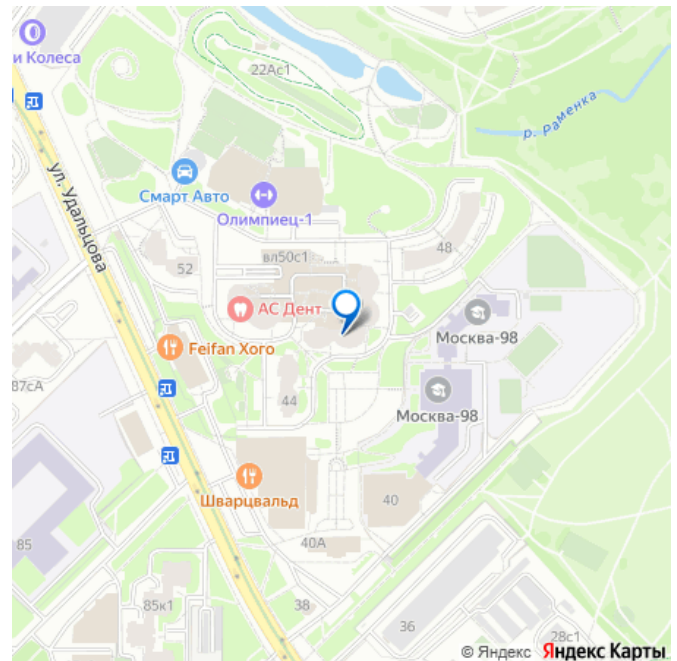 и Колеса
22Ас1
р. Раменка
ул. Удальцова
Смарт Авто
Олимпиец-1
48
52
вл50с1
АС Дент
Москва-98
Feifan Хого
87сА
44
Москва-98
Шварцвальд
40
85
40А
85к1
38
36
28с1
© Яндекс Яндекс Карты